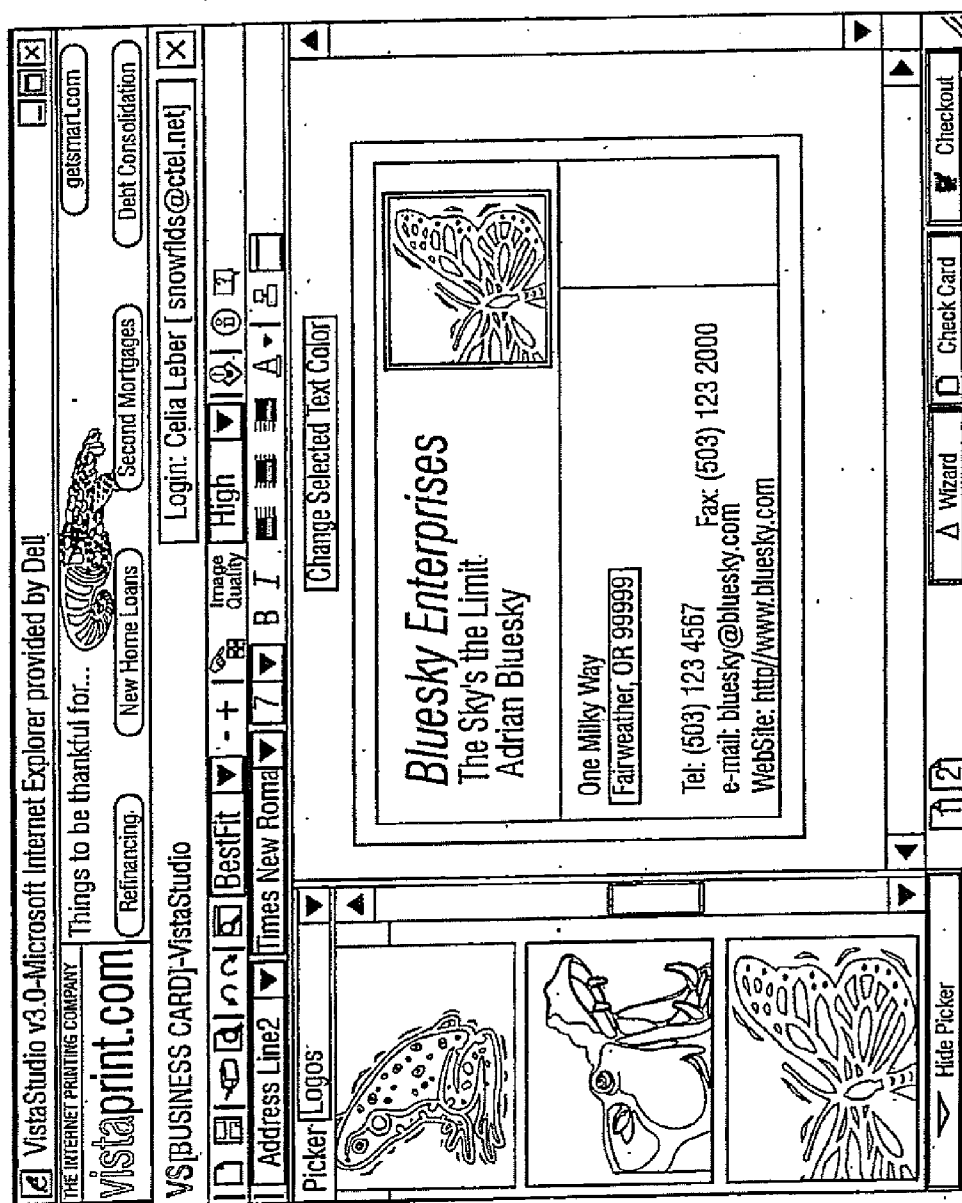 VistaStudio v3.0-Microsoft Internet Explorer provided by Dell
THE INTERNET PRINTING COMPANY
vistaprint.com
Things to be thankful for...
getsmart.com
Refinancing
New Home Loans
Second Mortgages
Debt Consolidation
VS[BUSINESS CARD]-VistaStudio
Login: Celia Leber [ snowflds@ctel.net]
BestFit
- +
Image
Quality
High
Address Line2
Times New Roma
7
B I
A
Picker
Logos
Change Selected Text Color
Bluesky Enterprises
The Sky's the Limit
Adrian Bluesky
One Milky Way
Fairweather, OR 99999
Tel: (503) 123 4567 Fax: (503) 123 2000
e-mail: bluesky@bluesky.com
WebSite: http//www.bluesky.com
Hide Picker
1 2
Wizard
Check Card
Checkout